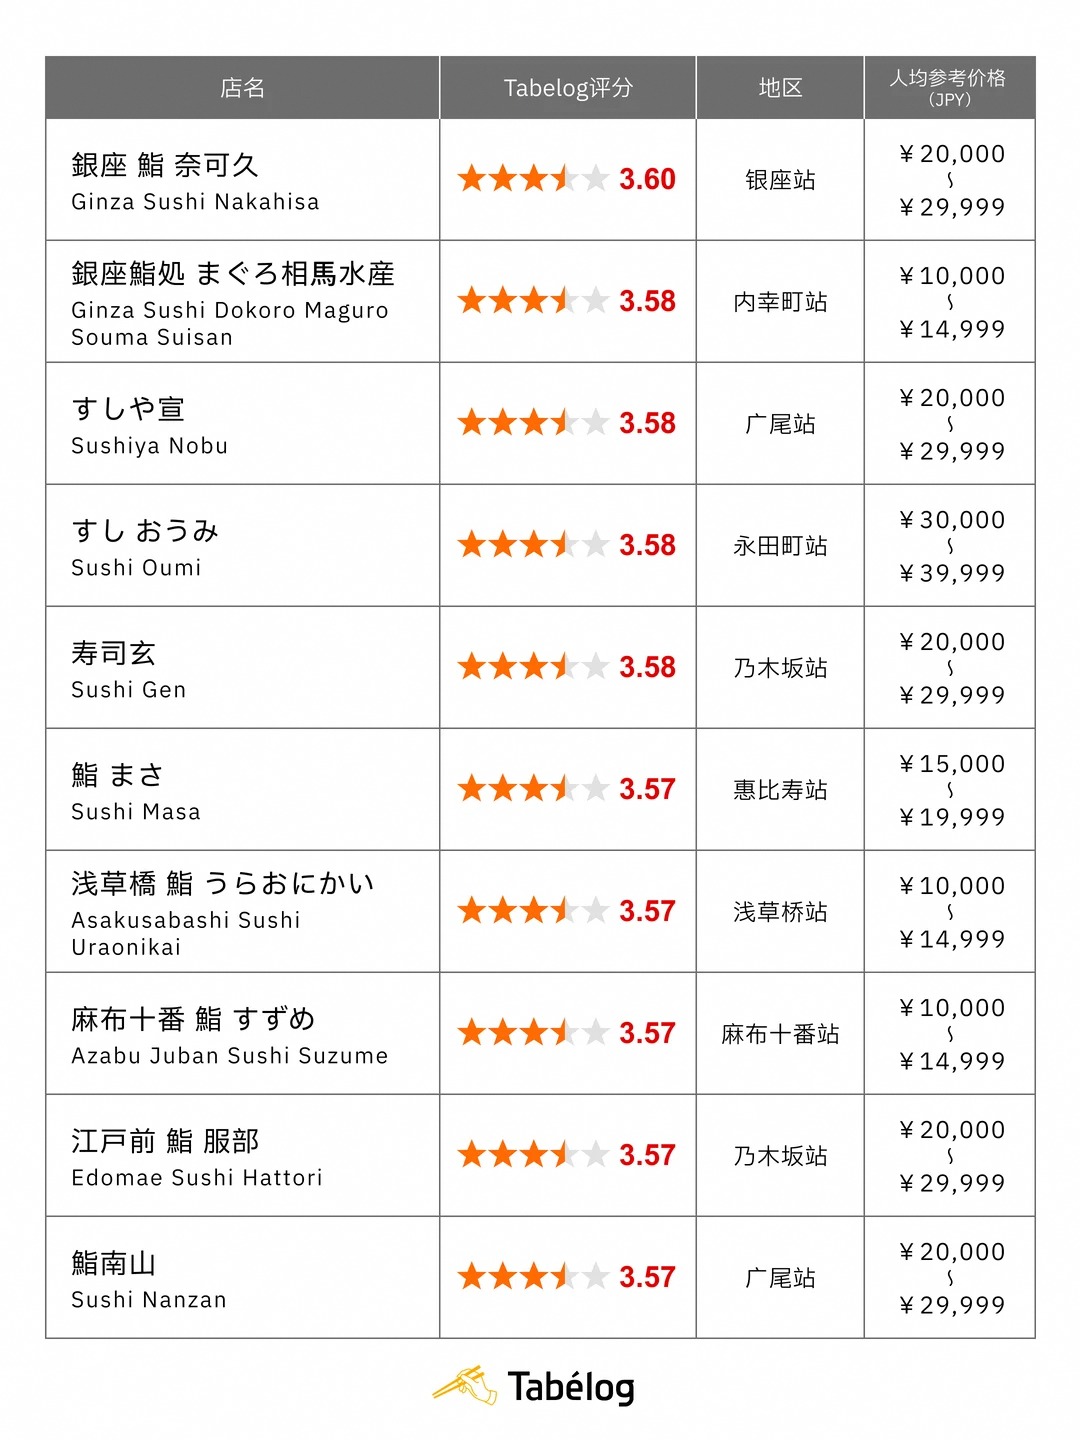 店名
Tabelog评分
地区
人均参考价格
（JPY）
銀座 鮨 奈可久
Ginza Sushi Nakahisa
3.60
银座站
¥20,000
～
¥29,999
銀座鮨処 まぐろ相馬水産
Ginza Sushi Dokoro Maguro
Souma Suisan
3.58
内幸町站
¥10,000
～
¥14,999
すしや宣
Sushiya Nobu
3.58
广尾站
¥20,000
～
¥29,999
すし おうみ
Sushi Oumi
3.58
永田町站
¥30,000
～
¥39,999
寿司玄
Sushi Gen
3.58
乃木坂站
¥20,000
～
¥29,999
鮨 まさ
Sushi Masa
3.57
惠比寿站
¥15,000
～
¥19,999
浅草橋 鮨 うらおにかい
Asakusabashi Sushi
Uraonikai
3.57
浅草桥站
¥10,000
～
¥14,999
麻布十番 鮨 すずめ
Azabu Juban Sushi Suzume
3.57
麻布十番站
¥10,000
～
¥14,999
江戸前 鮨 服部
Edomae Sushi Hattori
3.57
乃木坂站
¥20,000
～
¥29,999
鮨南山
Sushi Nanzan
3.57
广尾站
¥20,000
～
¥29,999
Tabélog